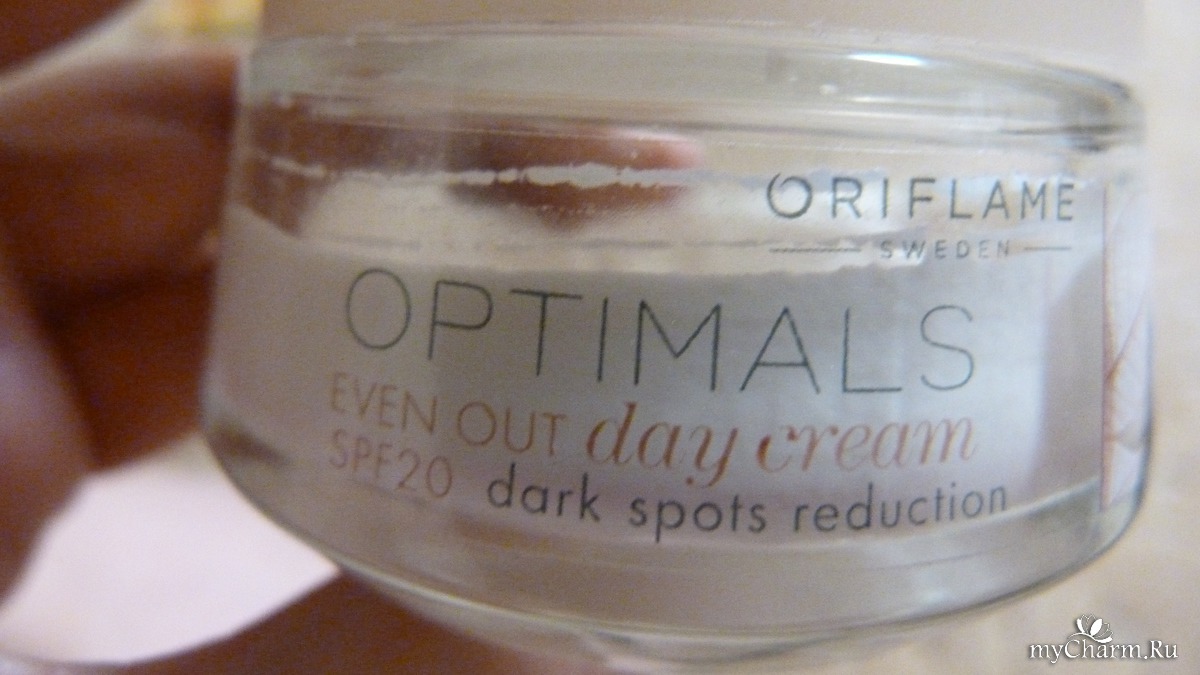 ORIFLAME
SWEDEN
OPTIMALS
EVEN OUT day cream
SPF20 dark spots reduction
myCharm.Ru